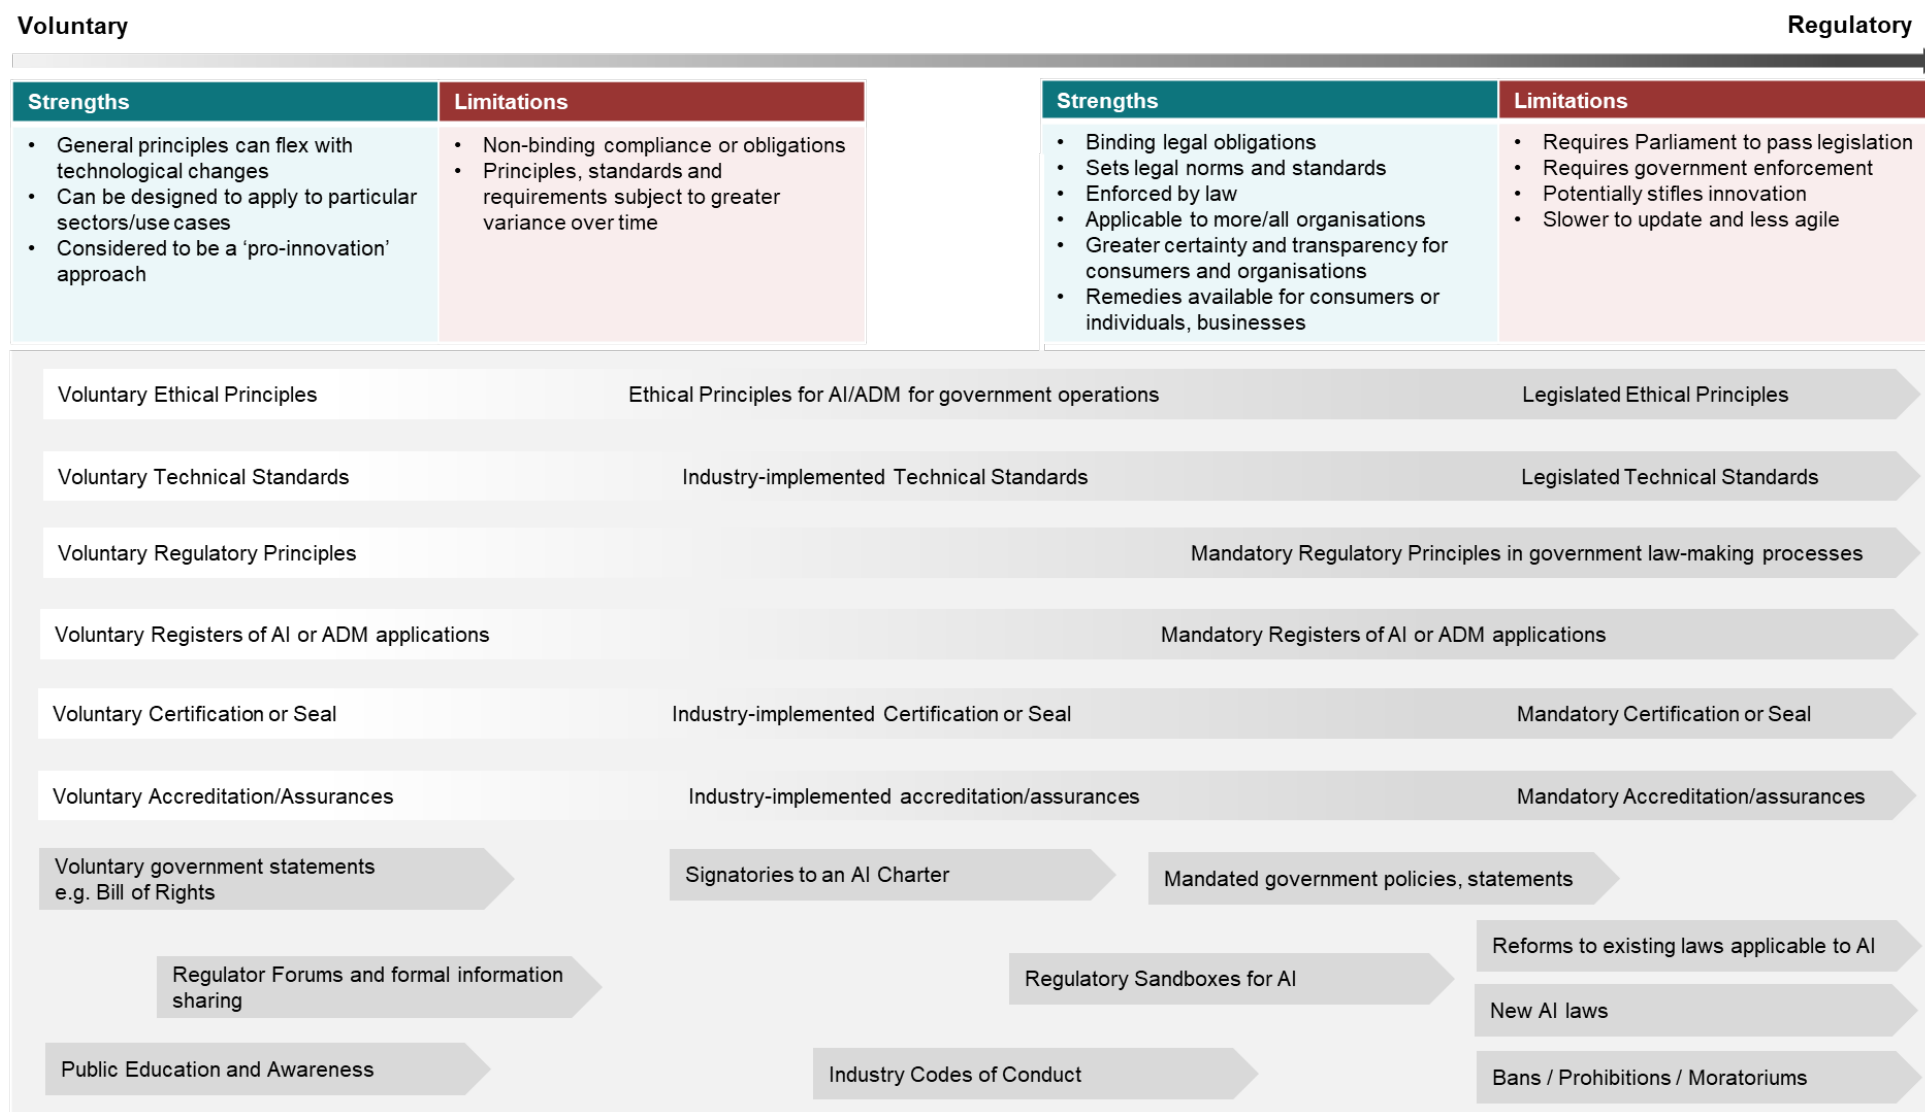 Voluntary
Regulatory
Strengths
Limitations
• General principles can flex with
technological changes
• Can be designed to apply to particular
sectors/use cases
• Considered to be a ‘pro-innovation’
approach
• Non-binding compliance or obligations
• Principles, standards and
requirements subject to greater
variance over time
Strengths
Limitations
• Binding legal obligations
• Sets legal norms and standards
• Enforced by law
• Applicable to more/all organisations
• Greater certainty and transparency for
consumers and organisations
• Remedies available for consumers or
individuals, businesses
• Requires Parliament to pass legislation
• Requires government enforcement
• Potentially stifles innovation
• Slower to update and less agile
Voluntary Ethical Principles
Ethical Principles for AI/ADM for government operations
Legislated Ethical Principles
Voluntary Technical Standards
Industry-implemented Technical Standards
Legislated Technical Standards
Voluntary Regulatory Principles
Mandatory Regulatory Principles in government law-making processes
Voluntary Registers of AI or ADM applications
Mandatory Registers of AI or ADM applications
Voluntary Certification or Seal
Industry-implemented Certification or Seal
Mandatory Certification or Seal
Voluntary Accreditation/Assurances
Industry-implemented accreditation/assurances
Mandatory Accreditation/assurances
Voluntary government statements
e.g. Bill of Rights
Signatories to an AI Charter
Mandated government policies, statements
Reforms to existing laws applicable to AI
Regulator Forums and formal information
sharing
Regulatory Sandboxes for AI
New AI laws
Public Education and Awareness
Industry Codes of Conduct
Bans / Prohibitions / Moratoriums